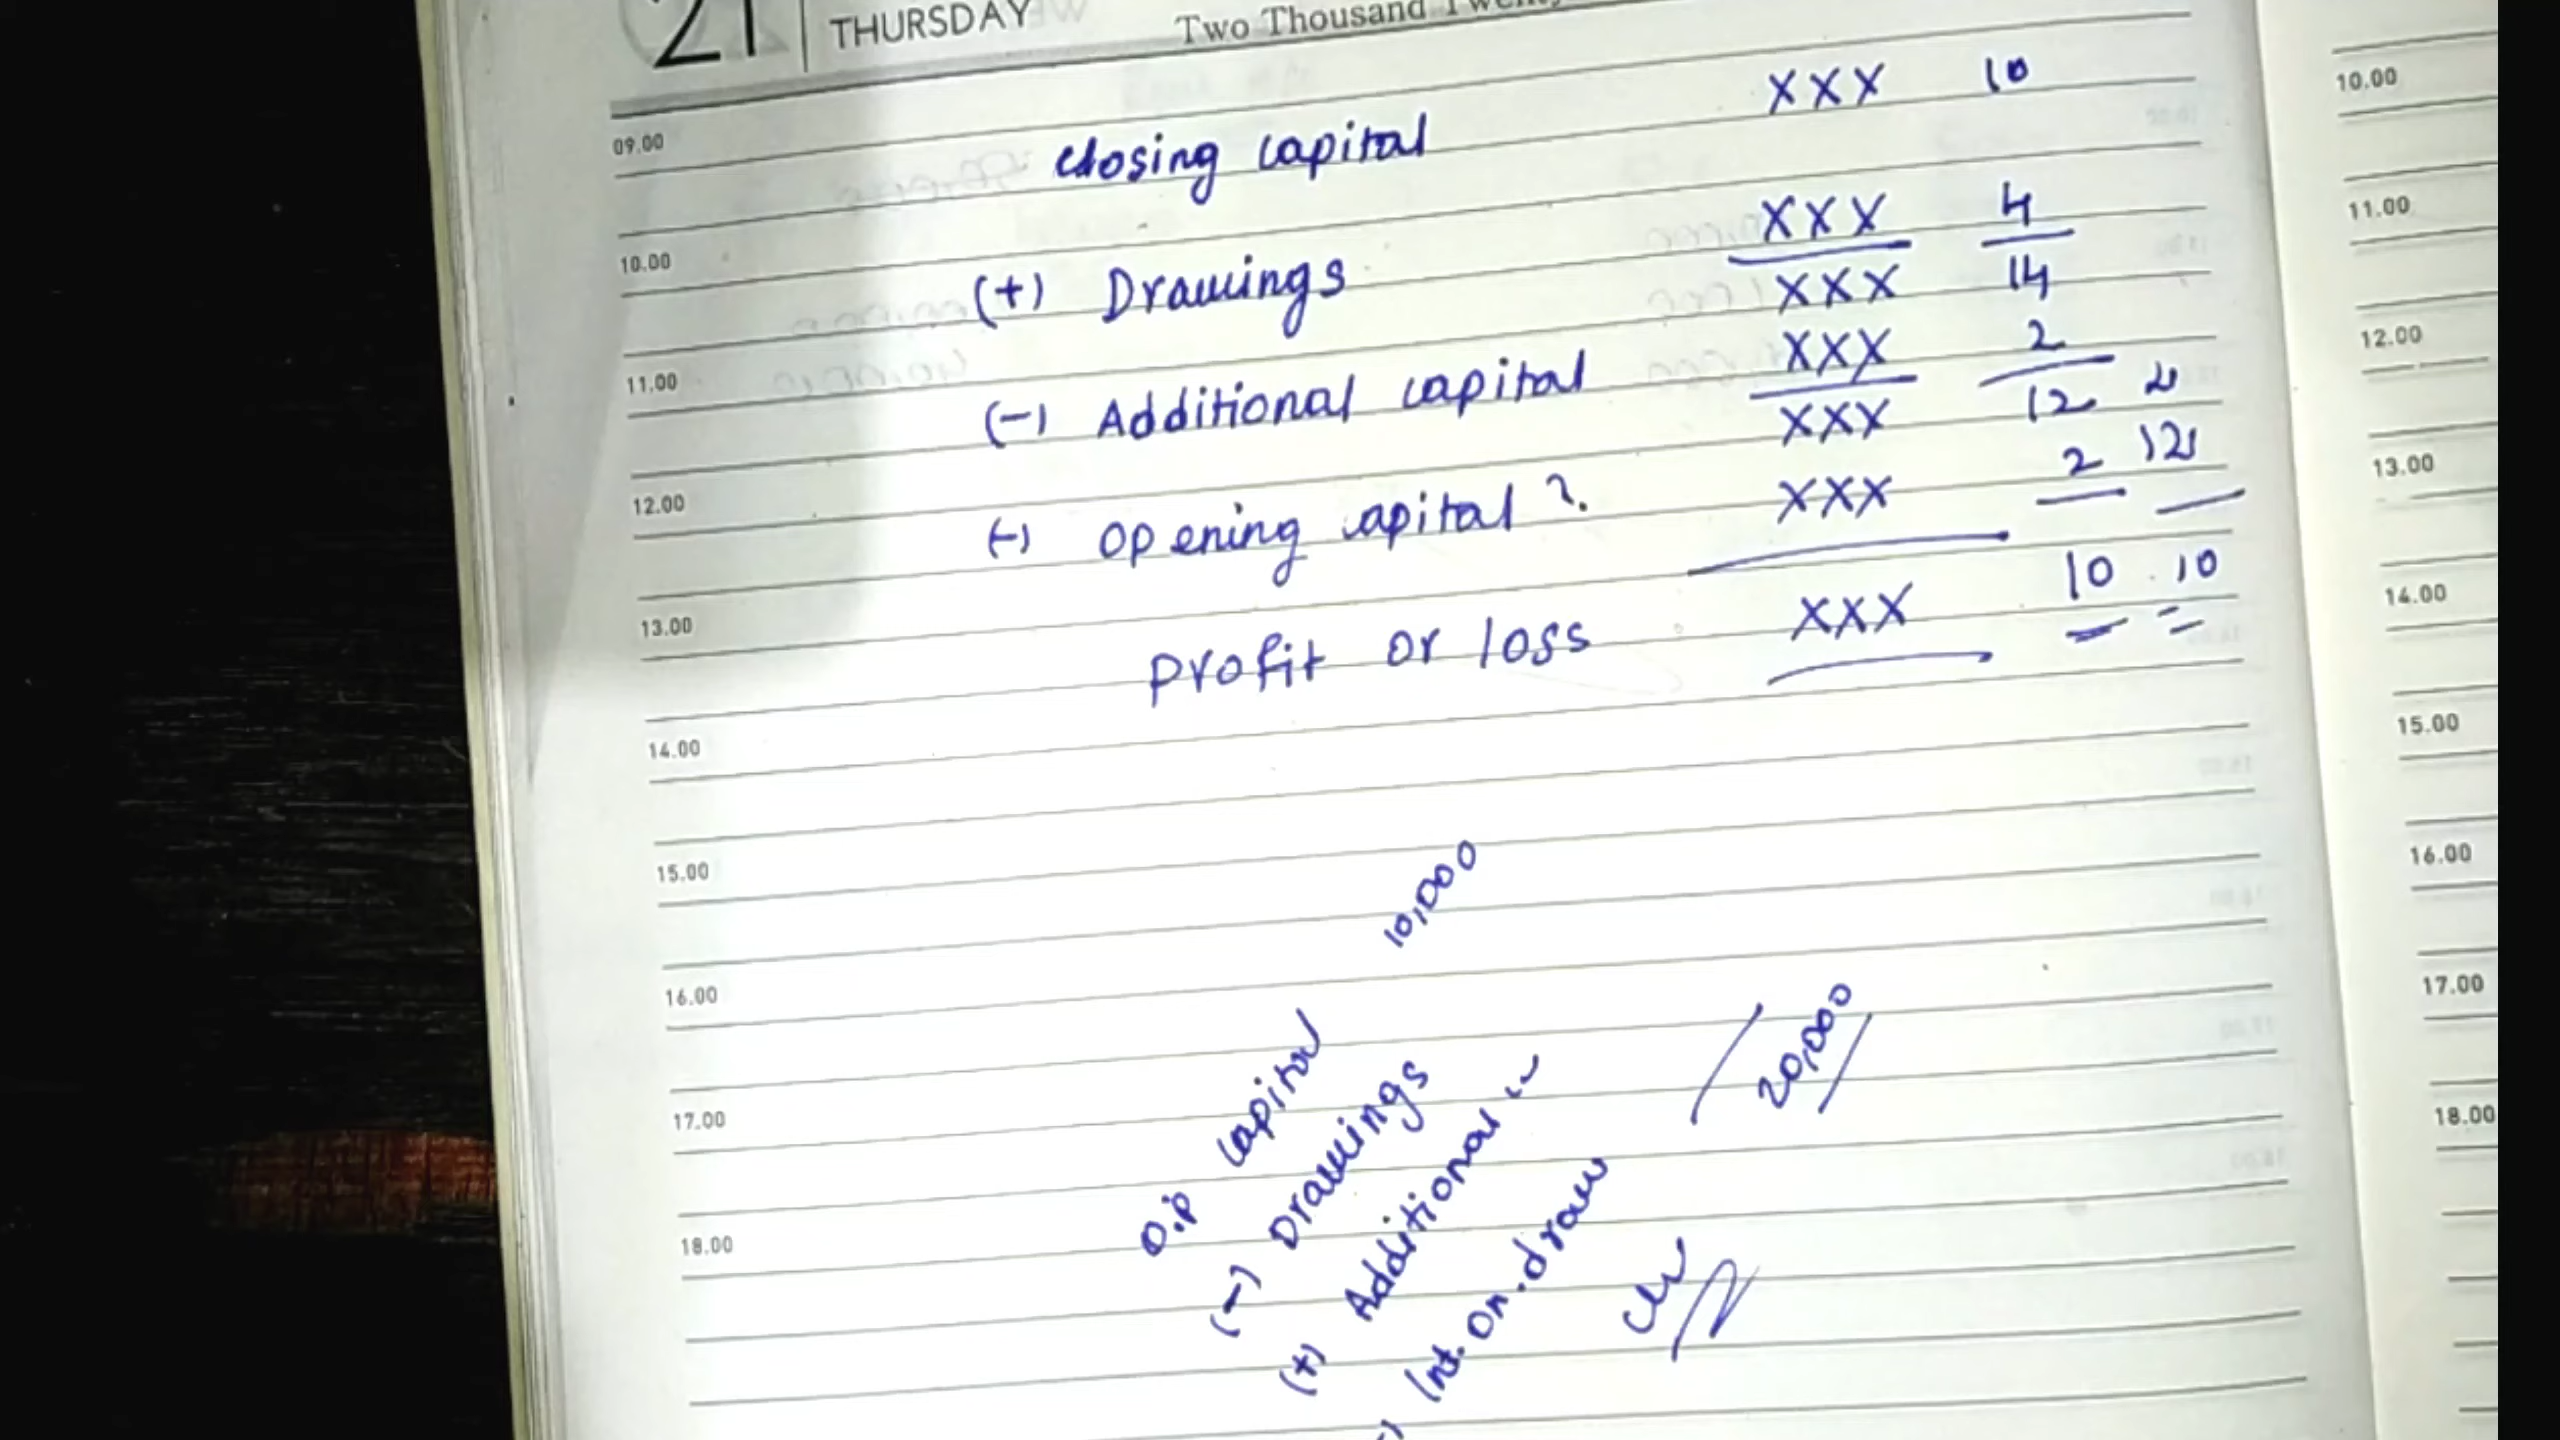 21 THURSDAY Two Thousand
09.00 closing capital XXX 10
10.00 (+) Drawings XXX 4
XXX 14
11.00 (-) Additional capital XXX 2
XXX 12 2
12.00 (-) opening capital ?. XXX 2 12
13.00 profit or loss XXX 10 10
14.00
15.00
16.00
17.00
18.00
O.P capital 10,000
(-) Drawings
(+) Additional "
Int. on. draw
20,000
10.00
11.00
12.00
13.00
14.00
15.00
16.00
17.00
18.00